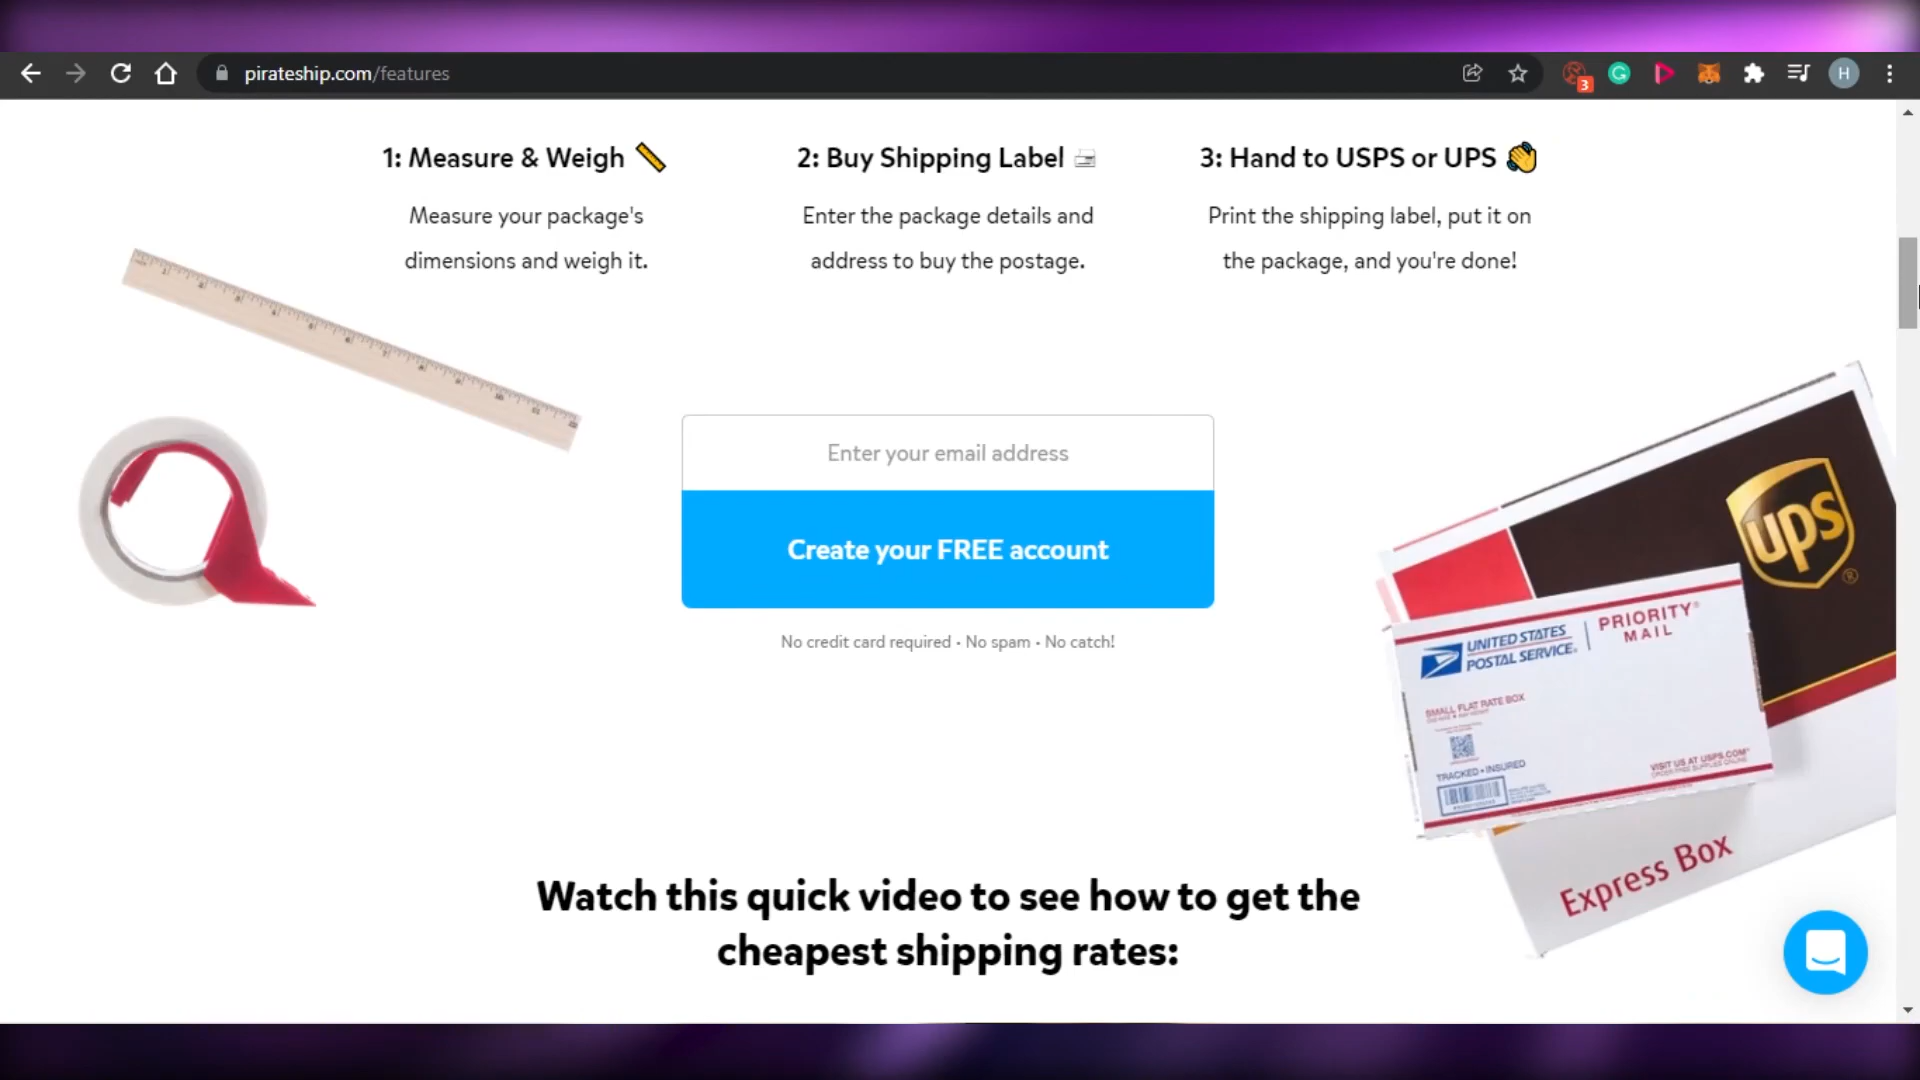 pirateship.com/features
3
H
1: Measure & Weigh
2: Buy Shipping Label
3: Hand to USPS or UPS
Measure your package's
dimensions and weigh it.
Enter the package details and
address to buy the postage.
Print the shipping label, put it on
the package, and you're done!
Enter your email address
Create your FREE account
No credit card required • No spam • No catch!
ups
UNITED STATES
POSTAL SERVICE®
PRIORITY®
MAIL
SMALL FLAT RATE BOX
TRACKED • INSURED
VISIT US AT USPS.COM®
ORDER FREE SUPPLIES ONLINE
Express Box
Watch this quick video to see how to get the
cheapest shipping rates: